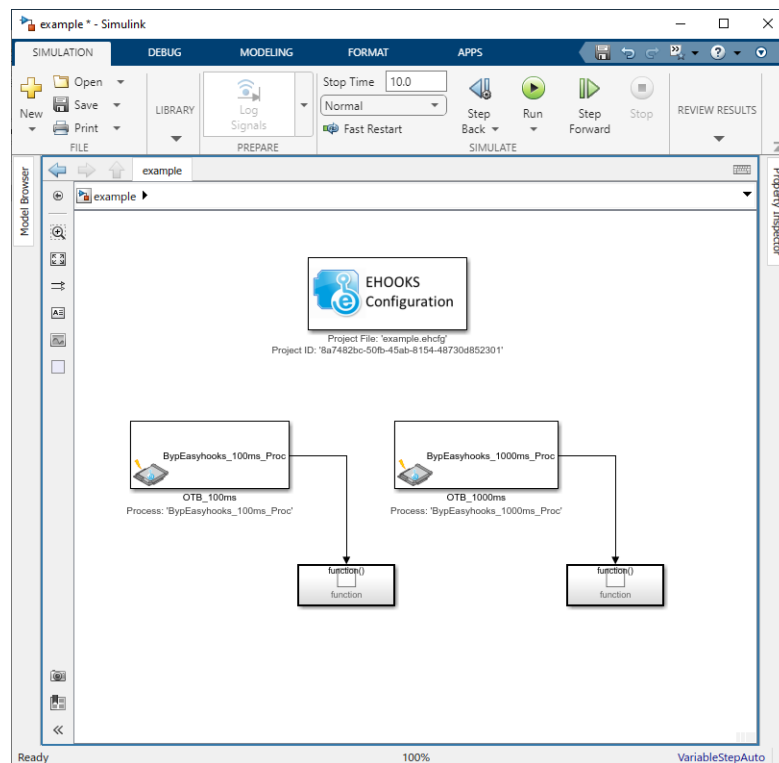 example * - Simulink
SIMULATION DEBUG MODELING FORMAT APPS
New
Open
Save
Print
FILE
LIBRARY
Log
Signals
PREPARE
Stop Time 10.0
Normal
Fast Restart
Step
Back
Run
Step
Forward
Stop
SIMULATE
REVIEW RESULTS
Model Browser
example
example
Property Inspector
EHOOKS
Configuration
Project File: 'example.ehcfg'
Project ID: '8a7482bc-50fb-45ab-8154-48730d852301'
BypEasyhooks_100ms_Proc
OTB_100ms
Process: 'BypEasyhooks_100ms_Proc'
BypEasyhooks_1000ms_Proc
OTB_1000ms
Process: 'BypEasyhooks_1000ms_Proc'
function()
function
function()
function
Ready 100% VariableStepAuto